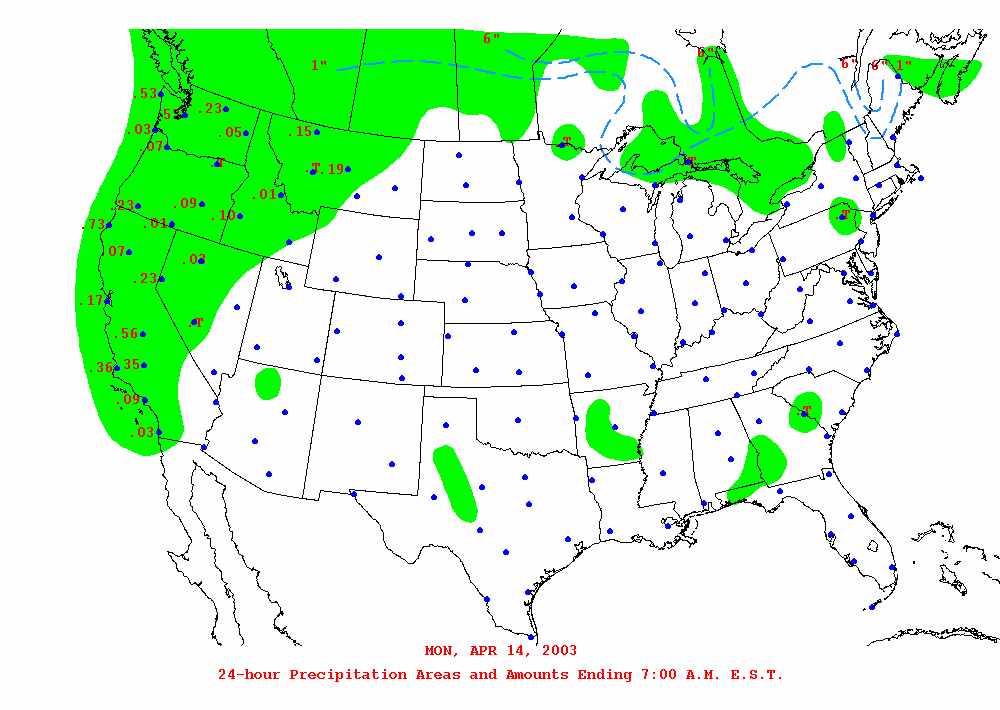 6" 6"
1" 6" 6" 1"
.53
.23
.03 .05 .15 T
.07
T .T .19 T
.01
.23 .09
.73 .01 .10 .T
.07 .03
.23
.17
T
.56
.36 .35
.09 .T
.03
MON, APR 14, 2003
24-hour Precipitation Areas and Amounts Ending 7:00 A.M. E.S.T.